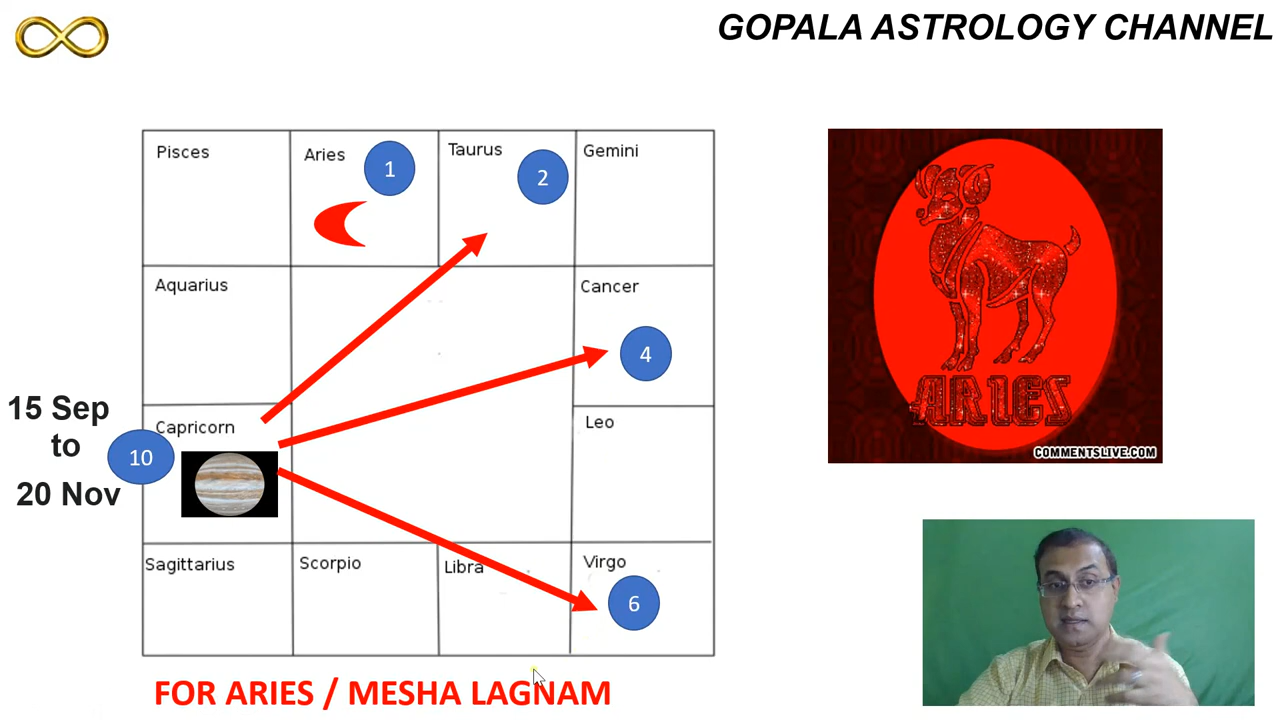 GOPALA ASTROLOGY CHANNEL
Pisces
Aries
1
Taurus
2
Gemini
Aquarius
Cancer
4
15 Sep
to
20 Nov
10
Capricorn
Leo
Sagittarius
Scorpio
Libra
Virgo
6
FOR ARIES / MESHA LAGNAM
ARIES
COMMENTSLIVE.COM